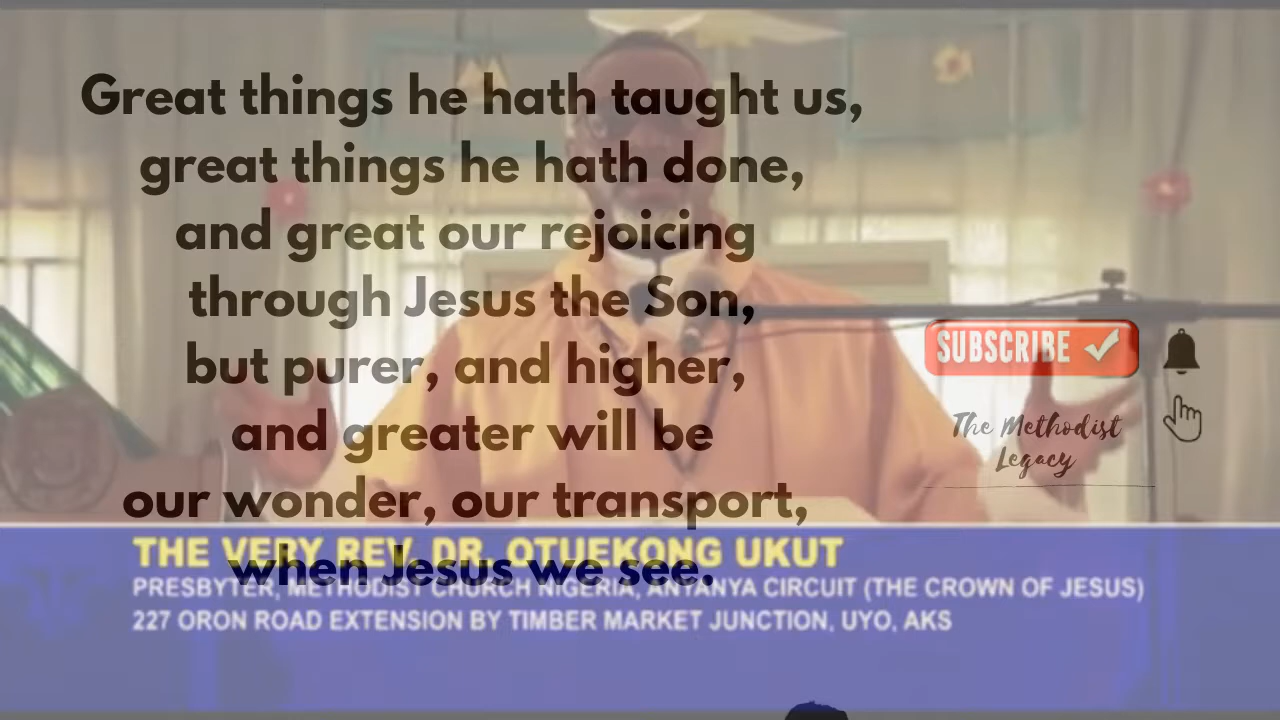 Great things he hath taught us,
great things he hath done,
and great our rejoicing
through Jesus the Son,
but purer, and higher,
and greater will be
our wonder, our transport,
when Jesus we see.
SUBSCRIBE
The Methodist
Legacy
THE VERY REV. DR. OTUEKONG UKUT
PRESBYTER, METHODIST CHURCH NIGERIA, ANYANYA CIRCUIT (THE CROWN OF JESUS)
227 ORON ROAD EXTENSION BY TIMBER MARKET JUNCTION, UYO, AKS